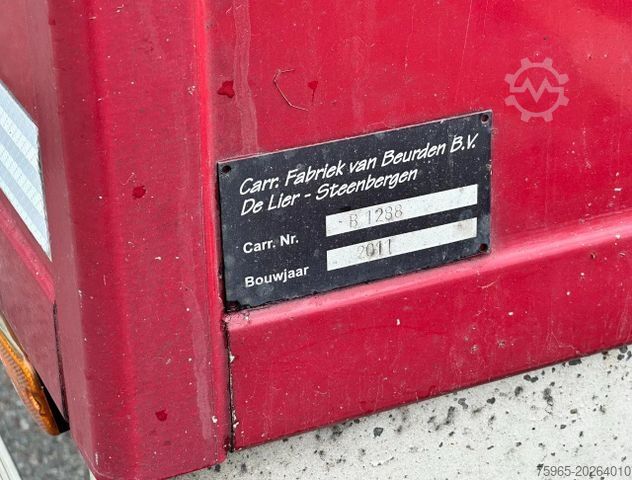 Carr. Fabriek van Beurden B.V.
De Lier - Steenbergen
Carr. Nr. B 1288
Bouwjaar 2011
75965-20264010